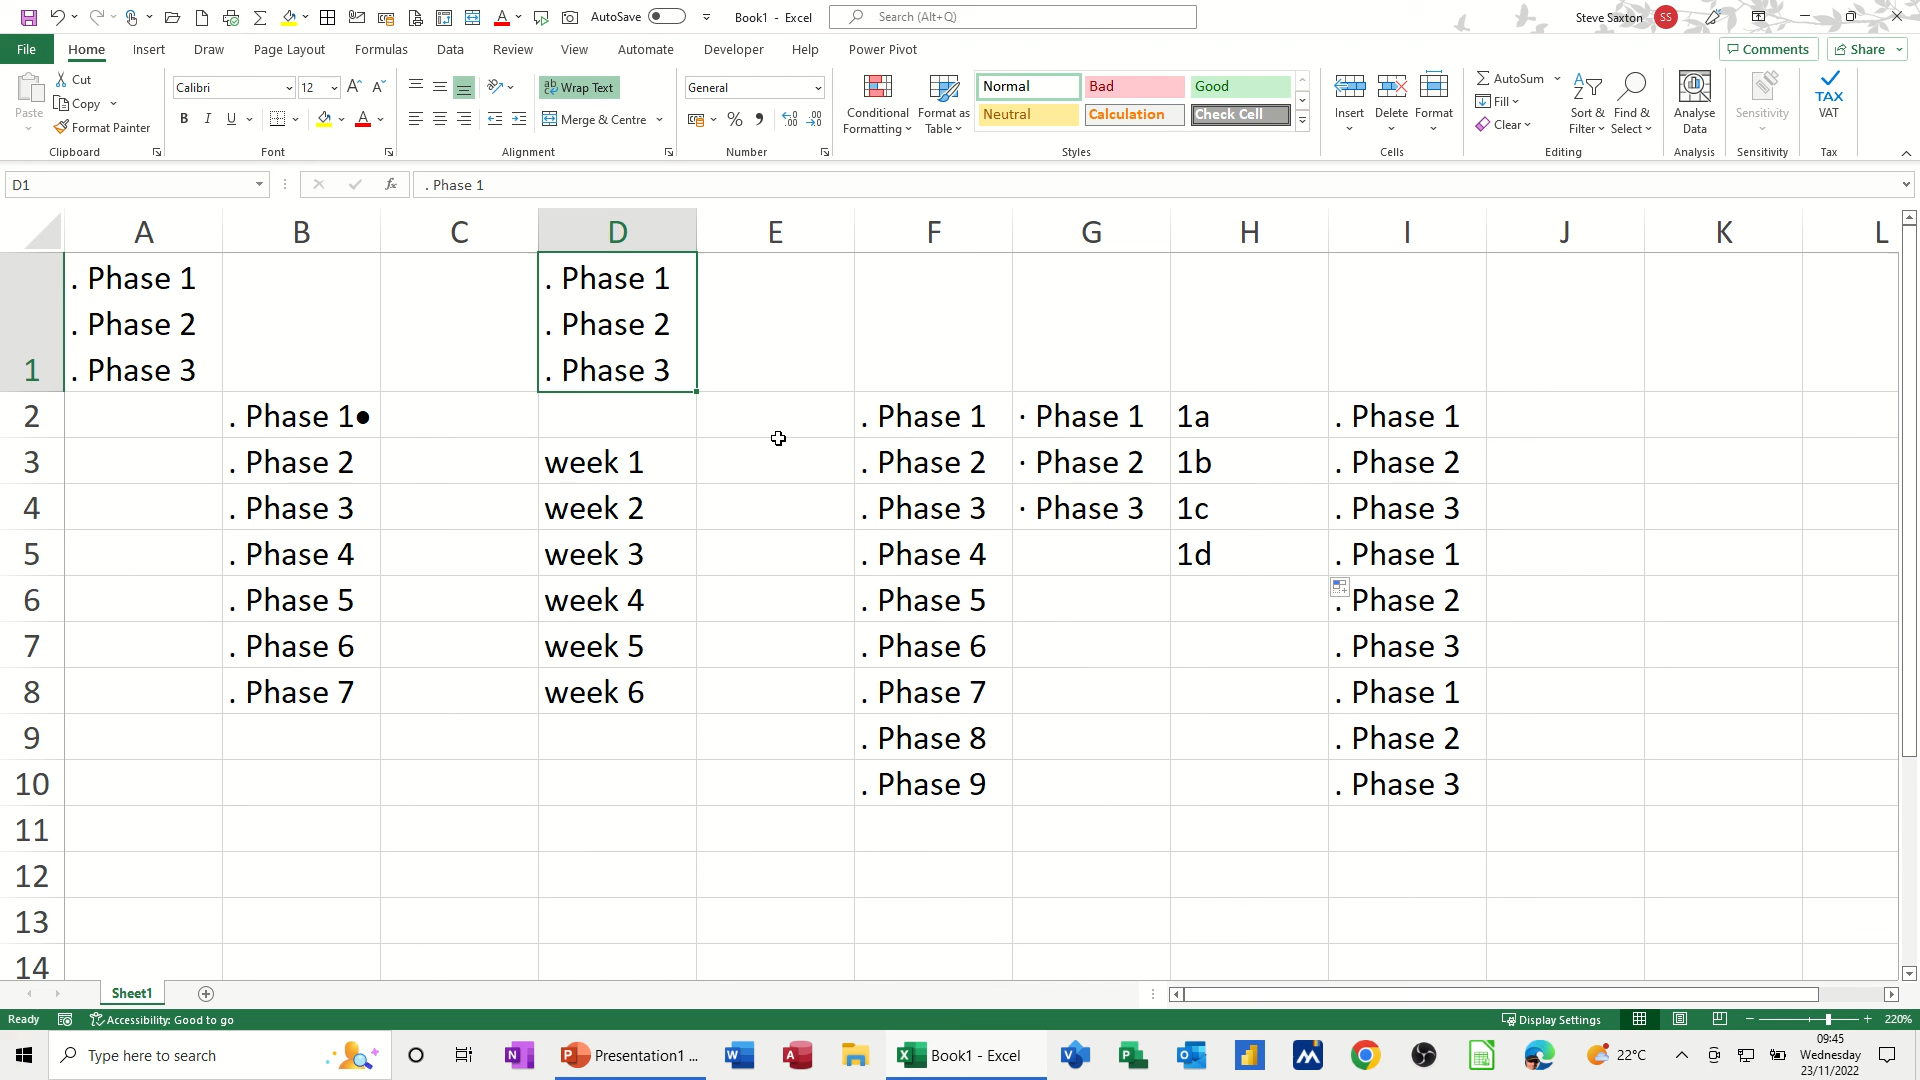 AutoSave
Book1 - Excel
Search (Alt+Q)
Steve Saxton
SS
File
Home
Insert
Draw
Page Layout
Formulas
Data
Review
View
Automate
Developer
Help
Power Pivot
Comments
Share
Paste
Cut
Copy
Format Painter
Clipboard
Calibri
12
B
I
U
Font
Wrap Text
Merge & Centre
Alignment
General
Number
Conditional
Formatting
Format as
Table
Normal
Bad
Good
Neutral
Calculation
Check Cell
Styles
Insert
Delete
Format
Cells
AutoSum
Fill
Clear
Sort &
Filter
Find &
Select
Editing
Analyse
Data
Analysis
Sensitivity
Sensitivity
TAX
VAT
Tax
D1
fx
. Phase 1
A B C D E F G H I J K L
. Phase 1 . Phase 1
. Phase 2 . Phase 2
1 . Phase 3 . Phase 3
2 . Phase 1● . Phase 1 · Phase 1 1a . Phase 1
3 . Phase 2 week 1 . Phase 2 · Phase 2 1b . Phase 2
4 . Phase 3 week 2 . Phase 3 · Phase 3 1c . Phase 3
5 . Phase 4 week 3 . Phase 4 1d . Phase 1
6 . Phase 5 week 4 . Phase 5 . Phase 2
7 . Phase 6 week 5 . Phase 6 . Phase 3
8 . Phase 7 week 6 . Phase 7 . Phase 1
9 . Phase 8 . Phase 2
10 . Phase 9 . Phase 3
11
12
13
14
Sheet1
Ready
Accessibility: Good to go
Display Settings
220%
Type here to search
Presentation1 ...
Book1 - Excel
22°C
09:45
Wednesday
23/11/2022